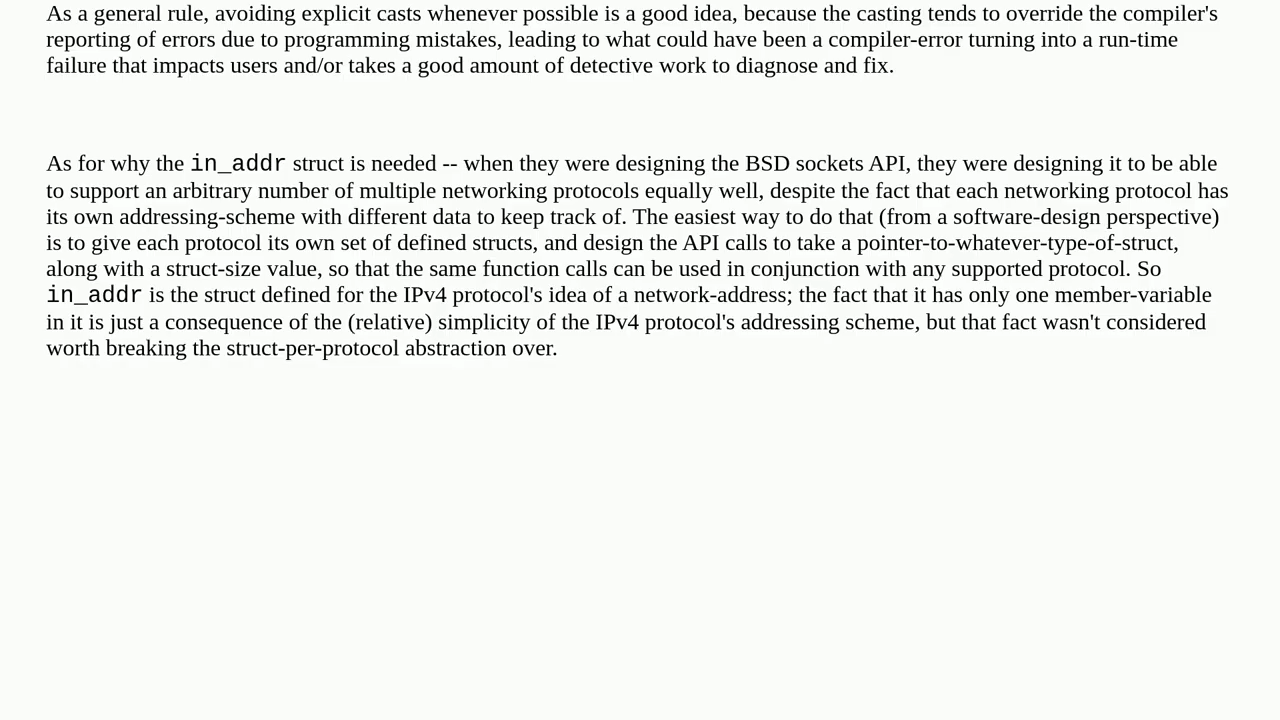 As a general rule, avoiding explicit casts whenever possible is a good idea, because the casting tends to override the compiler's
reporting of errors due to programming mistakes, leading to what could have been a compiler-error turning into a run-time
failure that impacts users and/or takes a good amount of detective work to diagnose and fix.
As for why the in_addr struct is needed -- when they were designing the BSD sockets API, they were designing it to be able
to support an arbitrary number of multiple networking protocols equally well, despite the fact that each networking protocol has
its own addressing-scheme with different data to keep track of. The easiest way to do that (from a software-design perspective)
is to give each protocol its own set of defined structs, and design the API calls to take a pointer-to-whatever-type-of-struct,
along with a struct-size value, so that the same function calls can be used in conjunction with any supported protocol. So
in_addr is the struct defined for the IPv4 protocol's idea of a network-address; the fact that it has only one member-variable
in it is just a consequence of the (relative) simplicity of the IPv4 protocol's addressing scheme, but that fact wasn't considered
worth breaking the struct-per-protocol abstraction over.